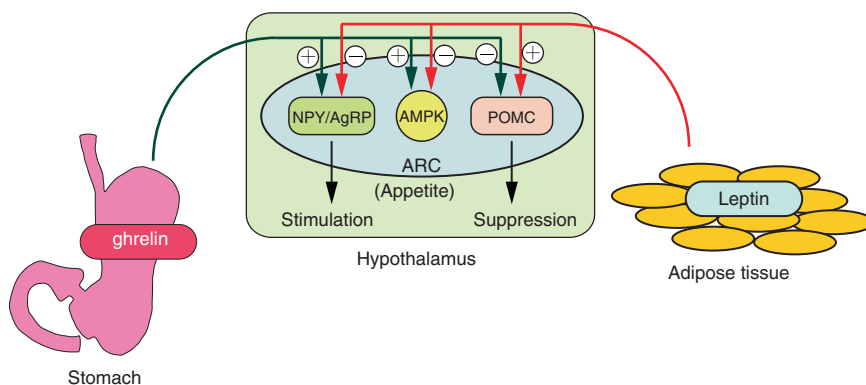 + − + − − +
NPY/AgRP AMPK POMC
ARC
(Appetite)
Stimulation Suppression
Hypothalamus
ghrelin
Stomach
Leptin
Adipose tissue